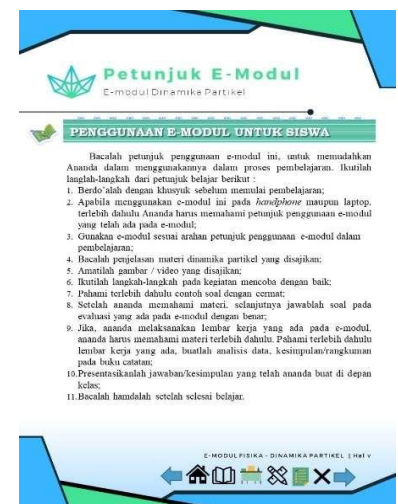 Petunjuk E-Modul
E-modul Dinamika Partikel
PENGGUNAAN E-MODUL UNTUK SISWA
Bacalah petunjuk penggunaan e-modul ini, untuk memudahkan
Ananda dalam menggunakannya dalam proses pembelajaran. Ikutilah
langlah-langkah dari petunjuk belajar berikut :
1. Berdo'alah dengan khusyuk sebelum memulai pembelajaran;
2. Apabila menggunakan e-modul ini pada handphone maupun laptop,
terlebih dahulu Ananda harus memahami petunjuk penggunaan e-modul
yang telah ada pada e-modul;
3. Gunakan e-modul sesuai arahan petunjuk penggunaan e-modul dalam
pembelajaran;
4. Bacalah penjelasan materi dinamika partikel yang disajikan;
5. Amatilah gambar / video yang disajikan;
6. Ikutilah langkah-langkah pada kegiatan mencoba dengan baik;
7. Pahami terlebih dahulu contoh soal dengan cermat;
8. Setelah ananda memahami materi, selanjutnya jawablah soal pada
evaluasi yang ada pada e-modul dengan benar;
9. Jika, ananda melaksanakan lembar kerja yang ada pada e-modul,
ananda harus memahami materi terlebih dahulu. Pahami terlebih dahulu
lembar kerja yang ada, buatlah analisis data, kesimpulan/rangkuman
pada buku catatan;
10.Presentasikanlah jawaban/kesimpulan yang telah ananda buat di depan
kelas;
11.Bacalah hamdalah setelah selesai belajar.
E-MODUL FISIKA - DINAMIKA PARTIKEL | Hal v